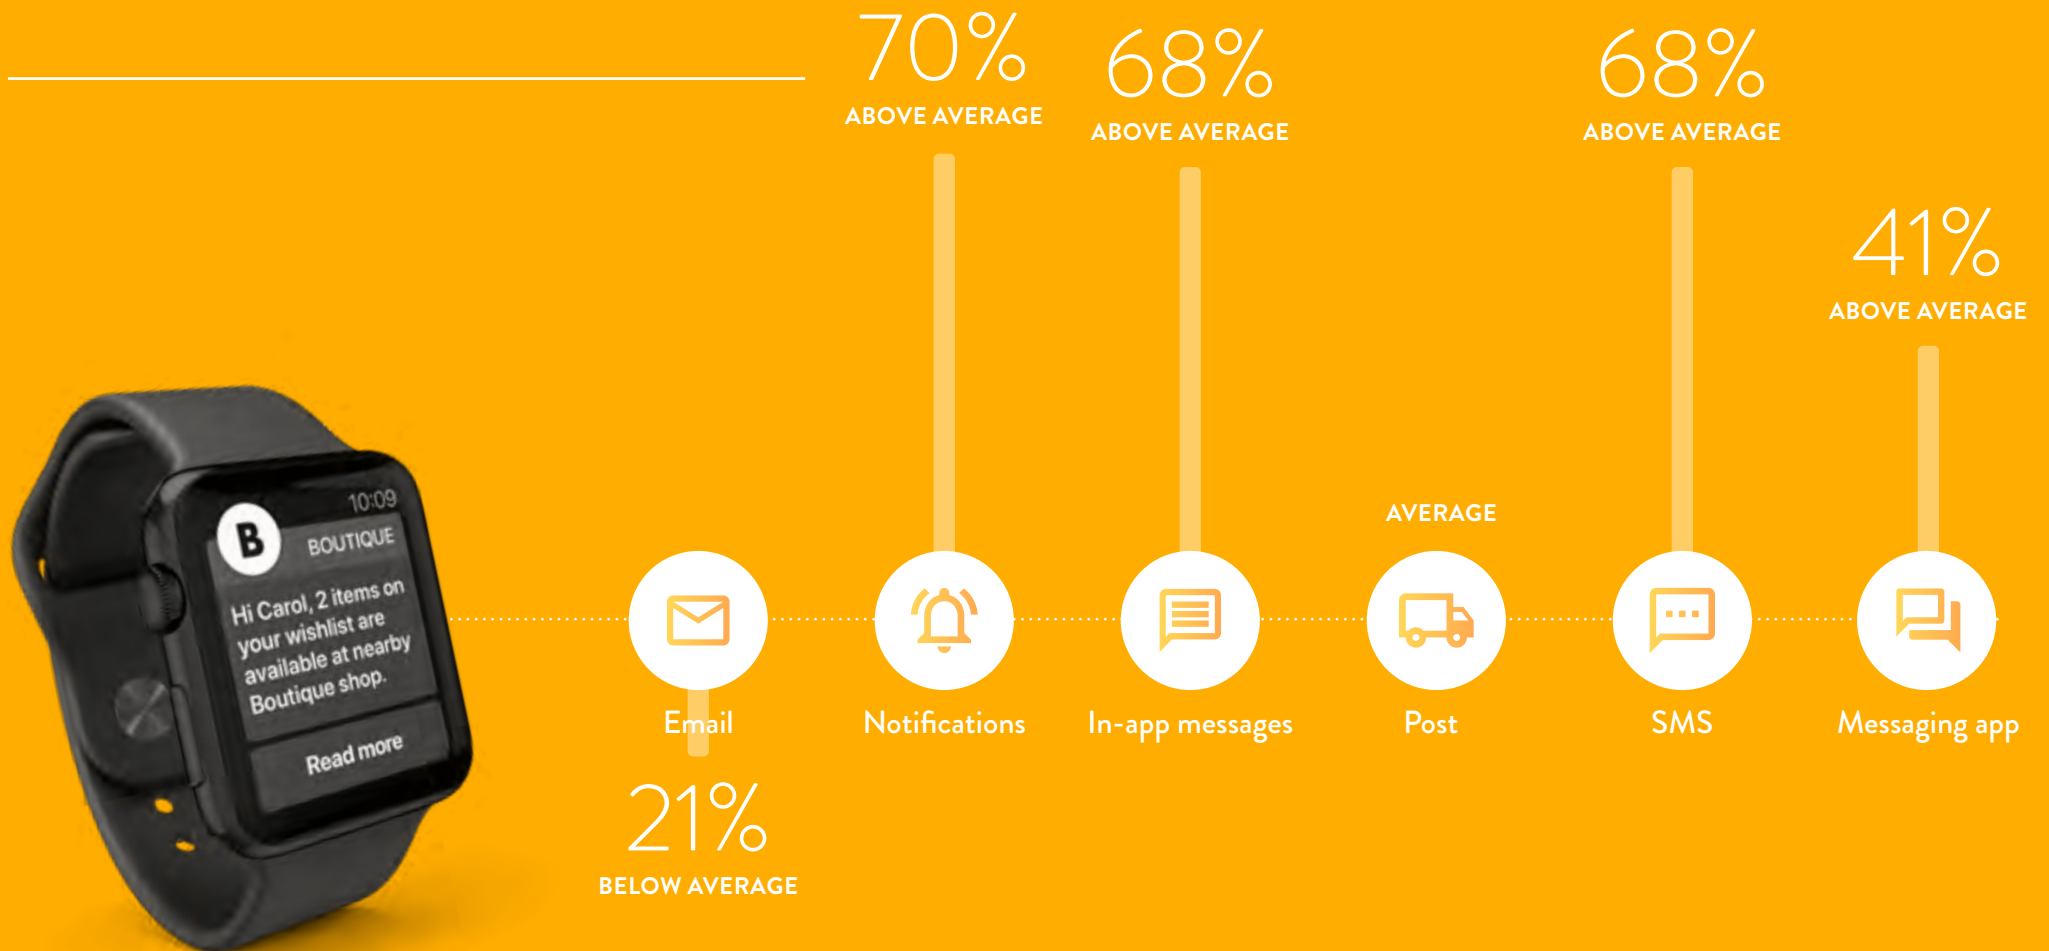 70%
ABOVE AVERAGE
68%
ABOVE AVERAGE
68%
ABOVE AVERAGE
41%
ABOVE AVERAGE
10:09
B
BOUTIQUE
Hi Carol, 2 items on
your wishlist are
available at nearby
Boutique shop.
Read more
AVERAGE
Email
Notifications
In-app messages
Post
SMS
Messaging app
21%
BELOW AVERAGE